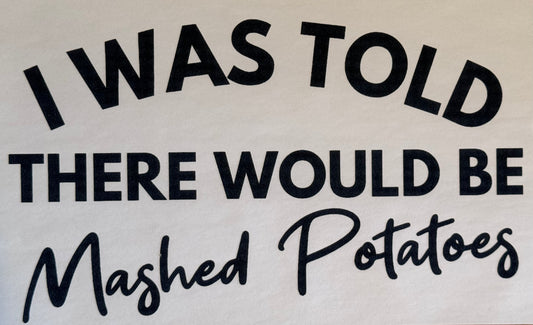 I WAS TOLD
THERE WOULD BE
Mashed Potatoes